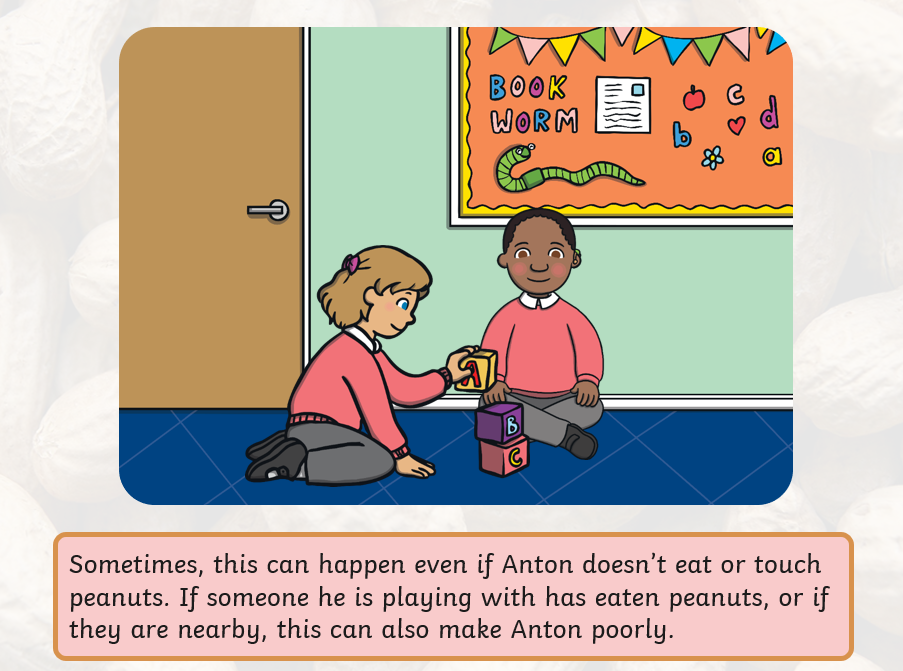 BOOK
WORM
c
d
b
a
A
B
C
Sometimes, this can happen even if Anton doesn't eat or touch
peanuts. If someone he is playing with has eaten peanuts, or if
they are nearby, this can also make Anton poorly.